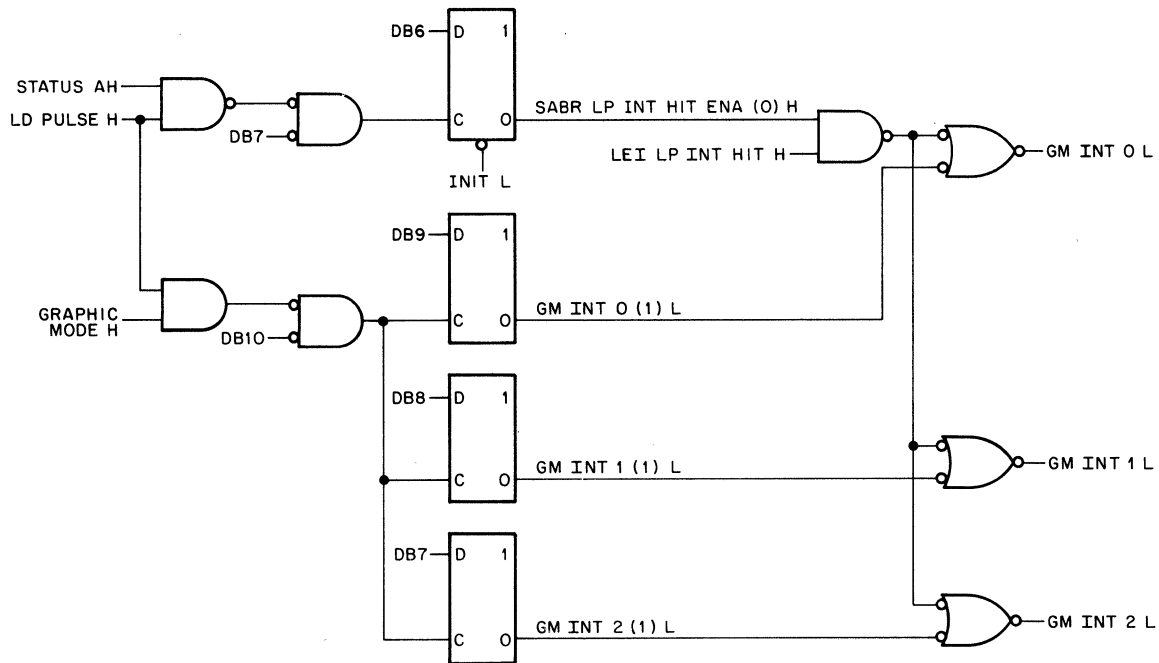 DB6
D 1
STATUS AH
LD PULSE H
DB7
C 0
SABR LP INT HIT ENA (0) H
LEI LP INT HIT H
GM INT 0 L
INIT L
DB9
D 1
GRAPHIC
MODE H
DB10
C 0
GM INT 0 (1) L
DB8
D 1
C 0
GM INT 1 (1) L
GM INT 1 L
DB7
D 1
C 0
GM INT 2 (1) L
GM INT 2 L